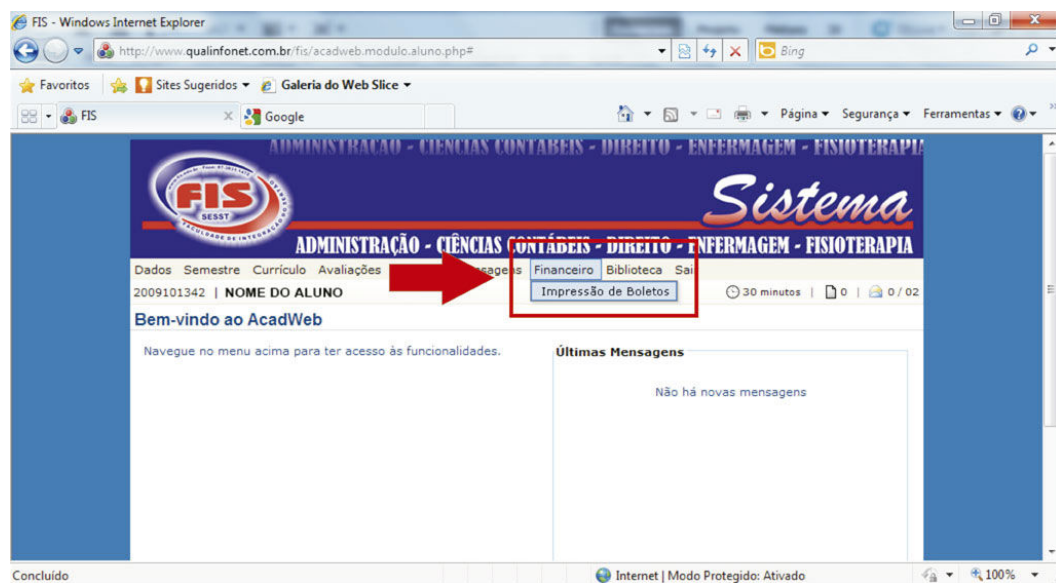 FIS - Windows Internet Explorer
http://www.qualinfonet.com.br/fis/acadweb.modulo.aluno.php#
Bing
Favoritos Sites Sugeridos Galeria do Web Slice
FIS Google Página Segurança Ferramentas
ADMINISTRAÇÃO - CIÊNCIAS CONTÁBEIS - DIREITO - ENFERMAGEM - FISIOTERAPIA
FIS
SESST
Sistema
ADMINISTRAÇÃO - CIÊNCIAS CONTÁBEIS - DIREITO - ENFERMAGEM - FISIOTERAPIA
Dados Semestre Currículo Avaliações Financeiro Biblioteca Sai
2009101342 | NOME DO ALUNO Impressão de Boletos 30 minutos | 0 | 0 / 02
Bem-vindo ao AcadWeb
Navegue no menu acima para ter acesso às funcionalidades.
Últimas Mensagens
Não há novas mensagens
Concluído Internet | Modo Protegido: Ativado 100%